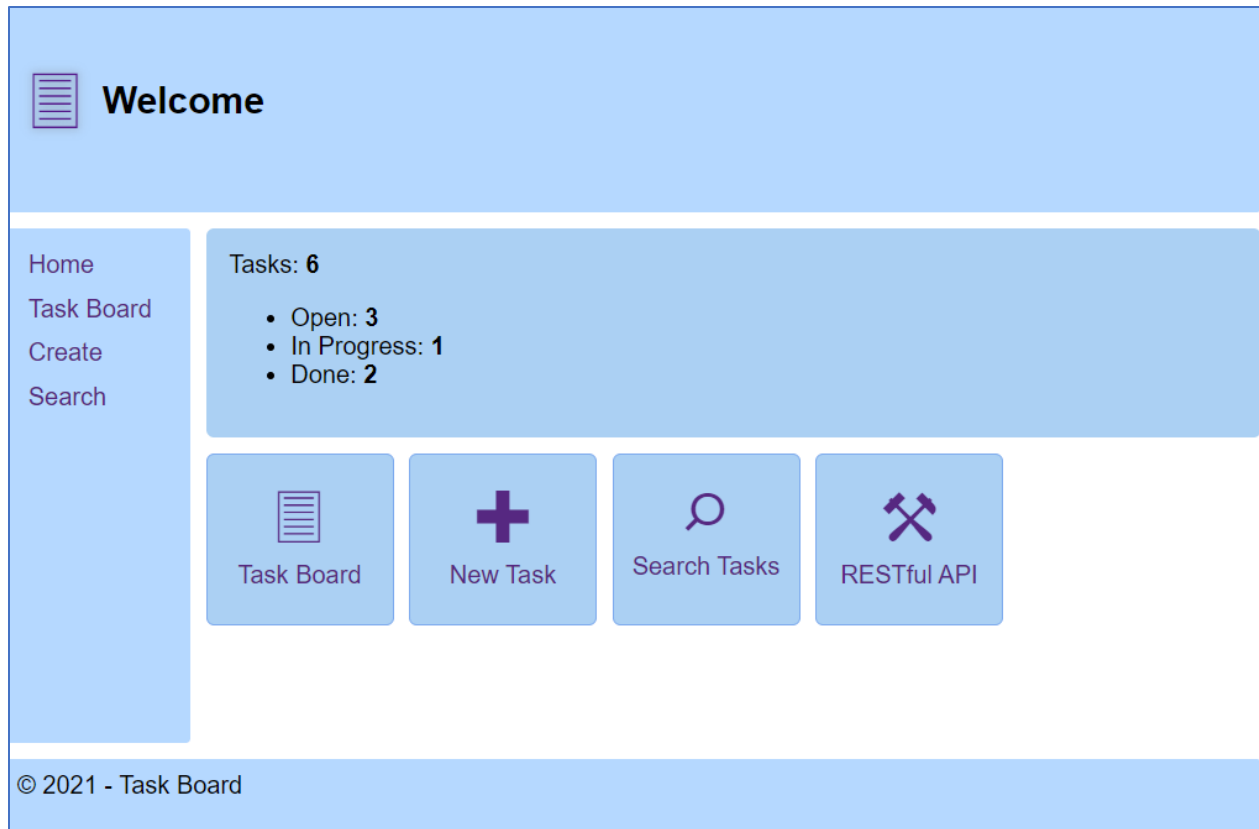 Welcome
Home
Task Board
Create
Search
Tasks: 6
Open: 3
In Progress: 1
Done: 2
Task Board
New Task
Search Tasks
RESTful API
© 2021 - Task Board